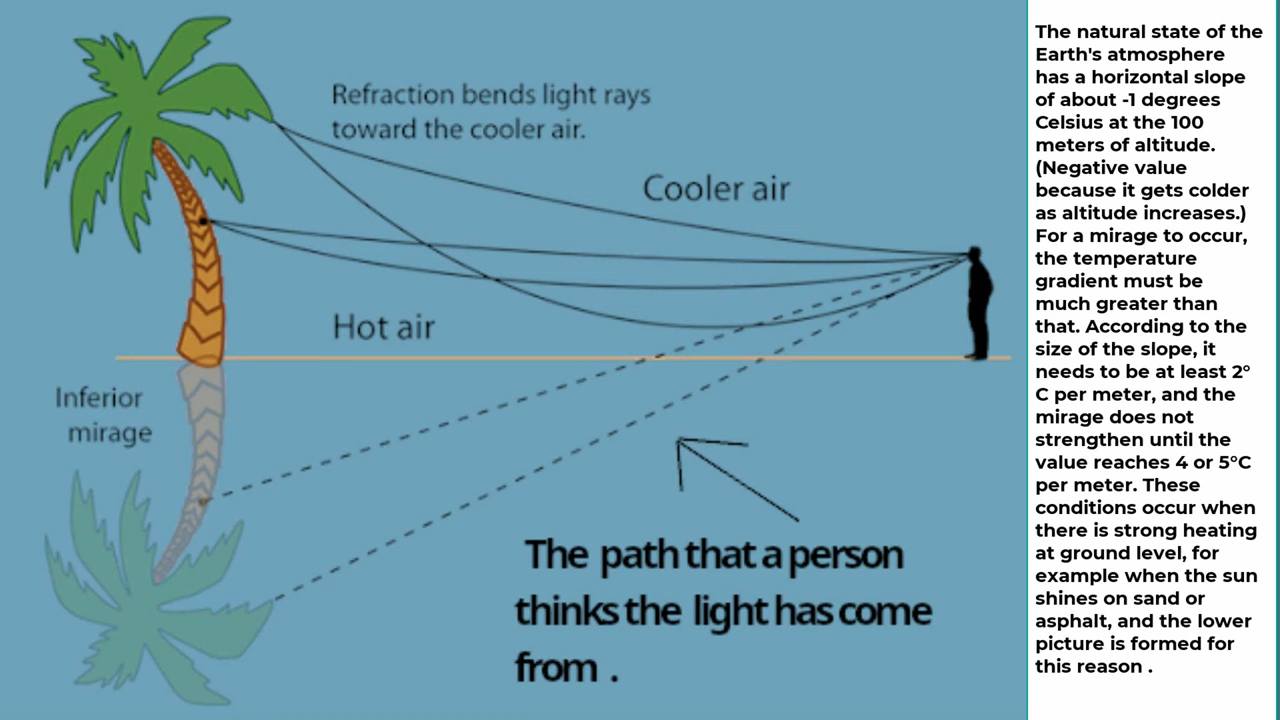 Refraction bends light rays
toward the cooler air.
Cooler air
Hot air
Inferior
mirage
The path that a person
thinks the light has come
from .
The natural state of the
Earth's atmosphere
has a horizontal slope
of about -1 degrees
Celsius at the 100
meters of altitude.
(Negative value
because it gets colder
as altitude increases.)
For a mirage to occur,
the temperature
gradient must be
much greater than
that. According to the
size of the slope, it
needs to be at least 2°
C per meter, and the
mirage does not
strengthen until the
value reaches 4 or 5°C
per meter. These
conditions occur when
there is strong heating
at ground level, for
example when the sun
shines on sand or
asphalt, and the lower
picture is formed for
this reason .